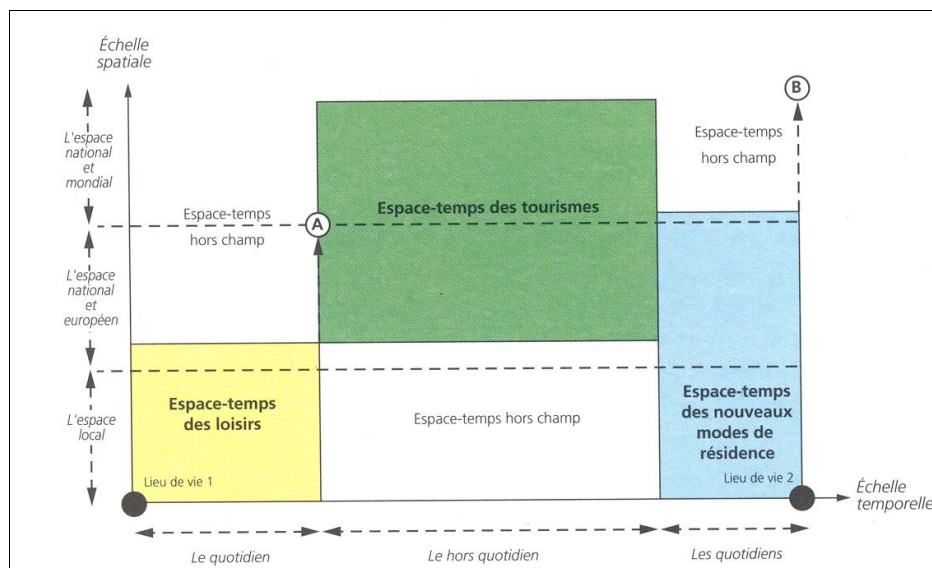 Échelle
spatiale
L'espace
national
et
mondial
L'espace
national
et
européen
L'espace
local
Espace-temps
hors champ
A
Espace-temps des tourismes
B
Espace-temps
hors champ
Espace-temps
des loisirs
Lieu de vie 1
Espace-temps hors champ
Espace-temps
des nouveaux
modes de
résidence
Lieu de vie 2
Échelle
temporelle
Le quotidien
Le hors quotidien
Les quotidiens